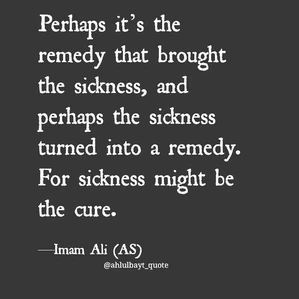 Perhaps it's the
remedy that brought
the sickness, and
perhaps the sickness
turned into a remedy.
For sickness might be
the cure.
—Imam Ali (AS)
@ahlulbayt_quote